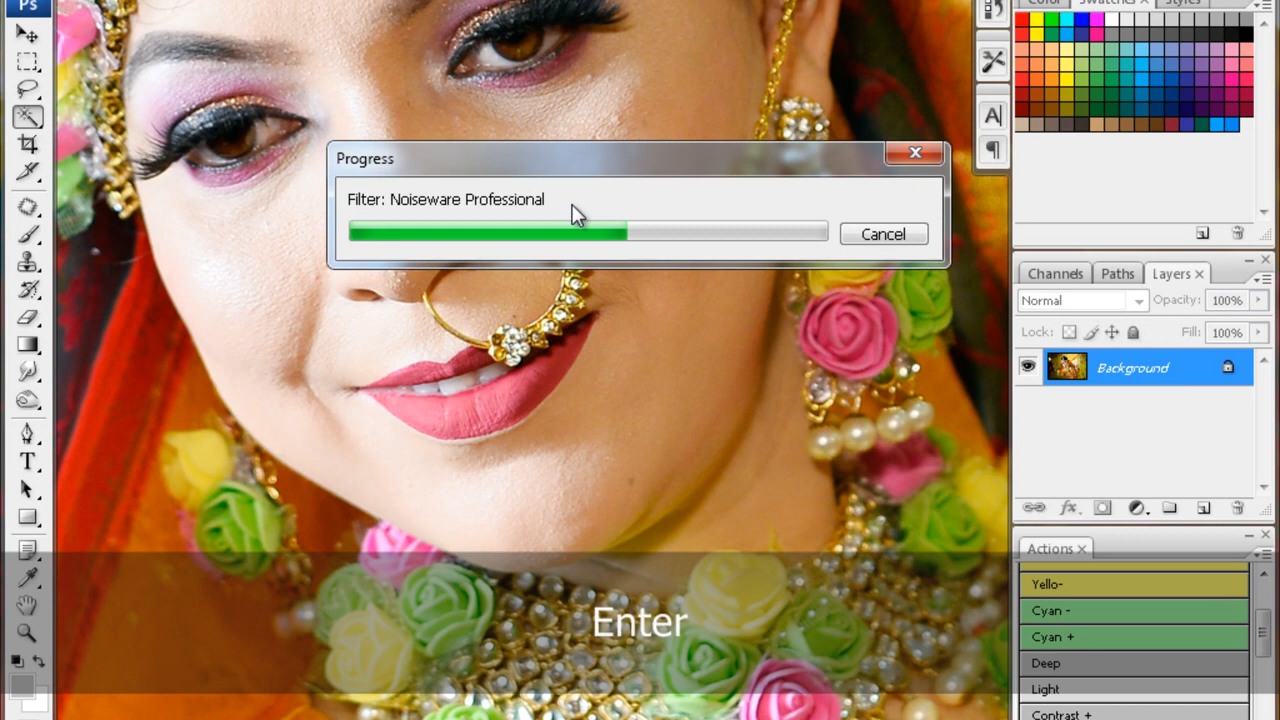 Ps
Color
Swatches ×
Styles
Progress
Filter: Noiseware Professional
Cancel
Channels
Paths
Layers ×
Normal
Opacity: 100%
Lock:
Fill: 100%
Background
Actions ×
Yello-
Cyan -
Cyan +
Deep
Light
Contrast +
Enter